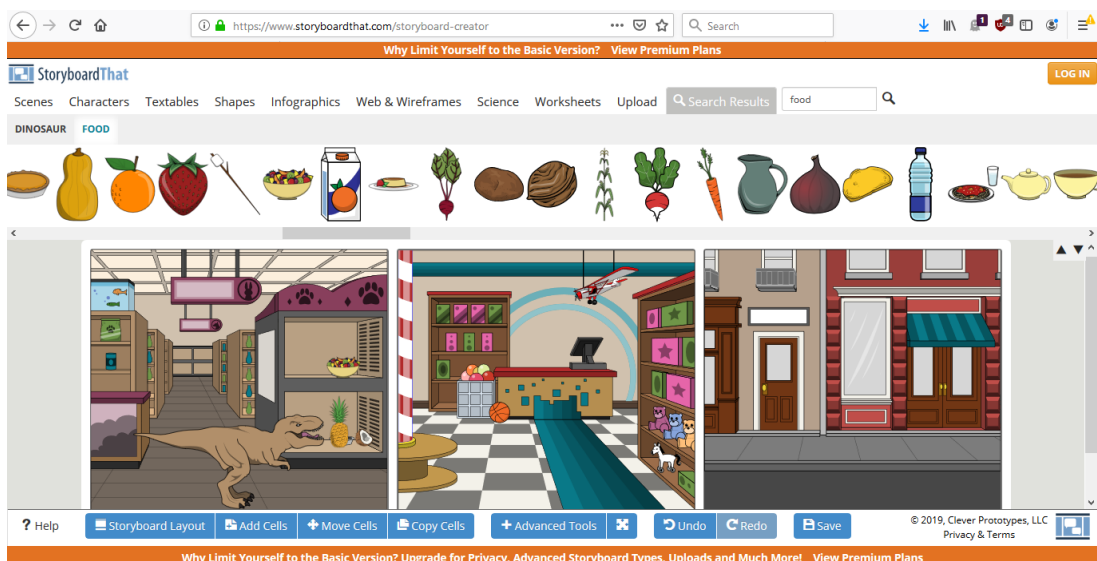 https://www.storyboardthat.com/storyboard-creator
Search
1
4
Why Limit Yourself to the Basic Version? View Premium Plans
StoryboardThat
LOG IN
Scenes Characters Textables Shapes Infographics Web & Wireframes Science Worksheets Upload Search Results food
DINOSAUR FOOD
? Help Storyboard Layout Add Cells Move Cells Copy Cells + Advanced Tools Undo Redo Save
© 2019, Clever Prototypes, LLC
Privacy & Terms
Why Limit Yourself to the Basic Version? Upgrade for Privacy, Advanced Storyboard Types, Uploads and Much More! View Premium Plans